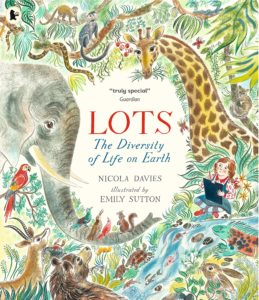 "truly special"
Guardian
LOTS
The Diversity
of Life on Earth
NICOLA DAVIES
illustrated by
EMILY SUTTON